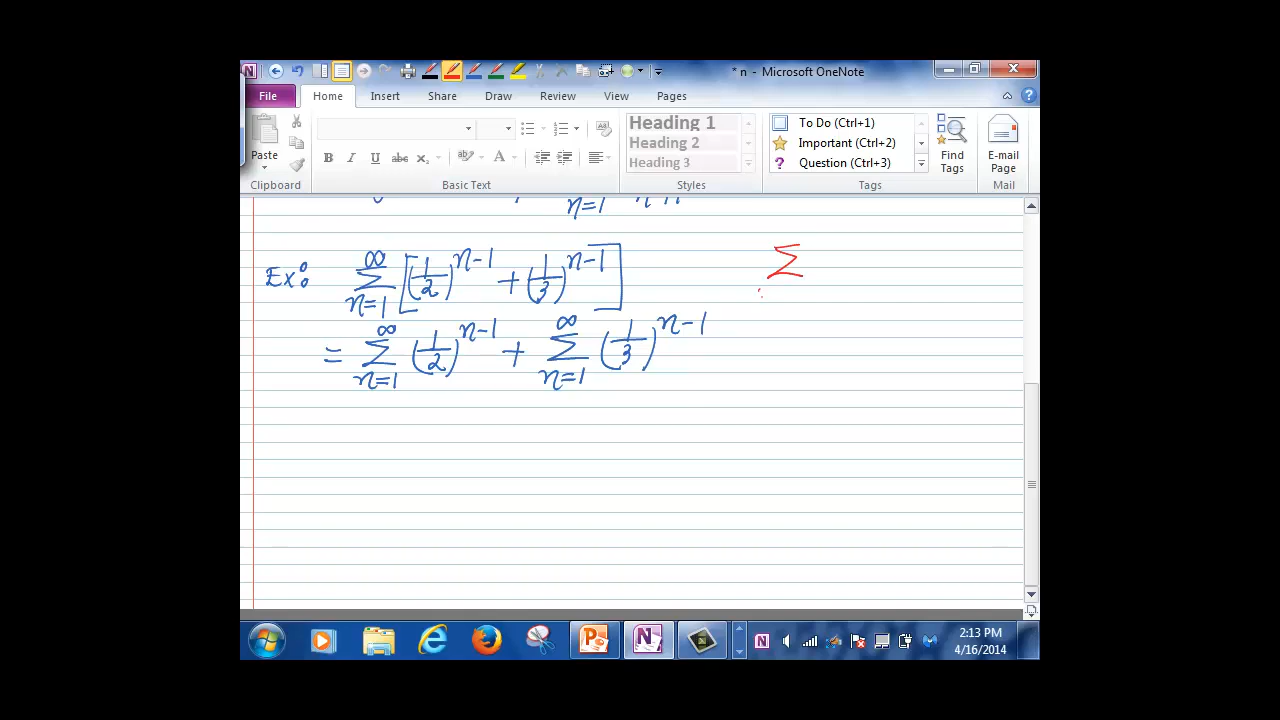 * n - Microsoft OneNote
File Home Insert Share Draw Review View Pages
Paste
B I U abc x₂ A
Heading 1
Heading 2
Heading 3
To Do (Ctrl+1)
Important (Ctrl+2)
Question (Ctrl+3)
Find Tags
E-mail Page
Clipboard Basic Text Styles Tags Mail
n=1
Ex: ∑_{n=1}^{∞} [(1/2)^{n-1} + (1/3)^{n-1}]
∑
= ∑_{n=1}^{∞} (1/2)^{n-1} + ∑_{n=1}^{∞} (1/3)^{n-1}
2:13 PM
4/16/2014